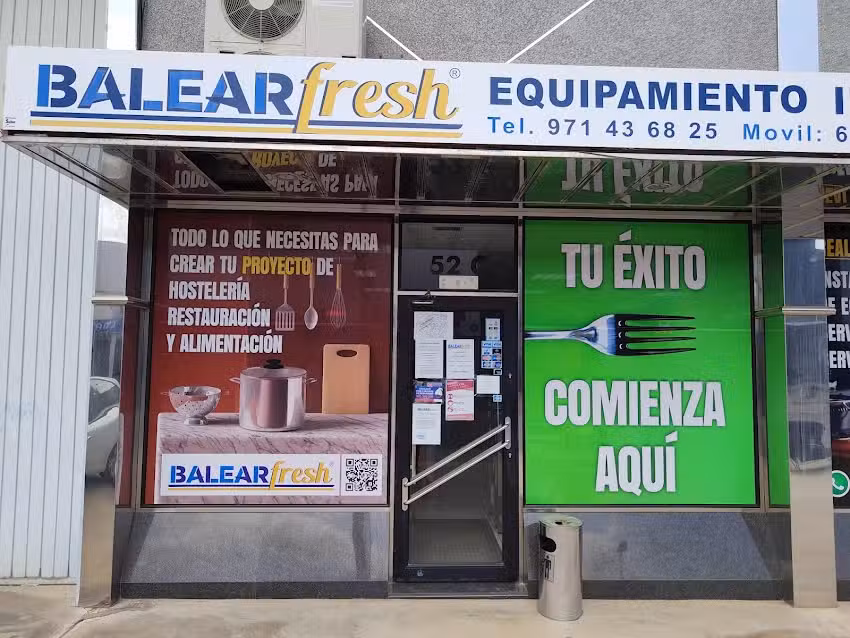 BALEARfresh®
EQUIPAMIENTO I
Tel. 971 43 68 25 Movil: 6
TODO LO QUE NECESITAS PARA
CREAR TU PROYECTO DE
HOSTELERÍA
RESTAURACIÓN
Y ALIMENTACIÓN
BALEARfresh
52 C
TU ÉXITO
COMIENZA
AQUÍ